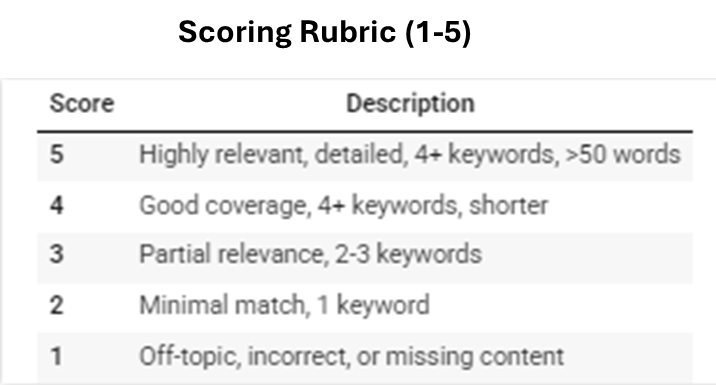 Scoring Rubric (1-5)
Score Description
5 Highly relevant, detailed, 4+ keywords, >50 words
4 Good coverage, 4+ keywords, shorter
3 Partial relevance, 2-3 keywords
2 Minimal match, 1 keyword
1 Off-topic, incorrect, or missing content